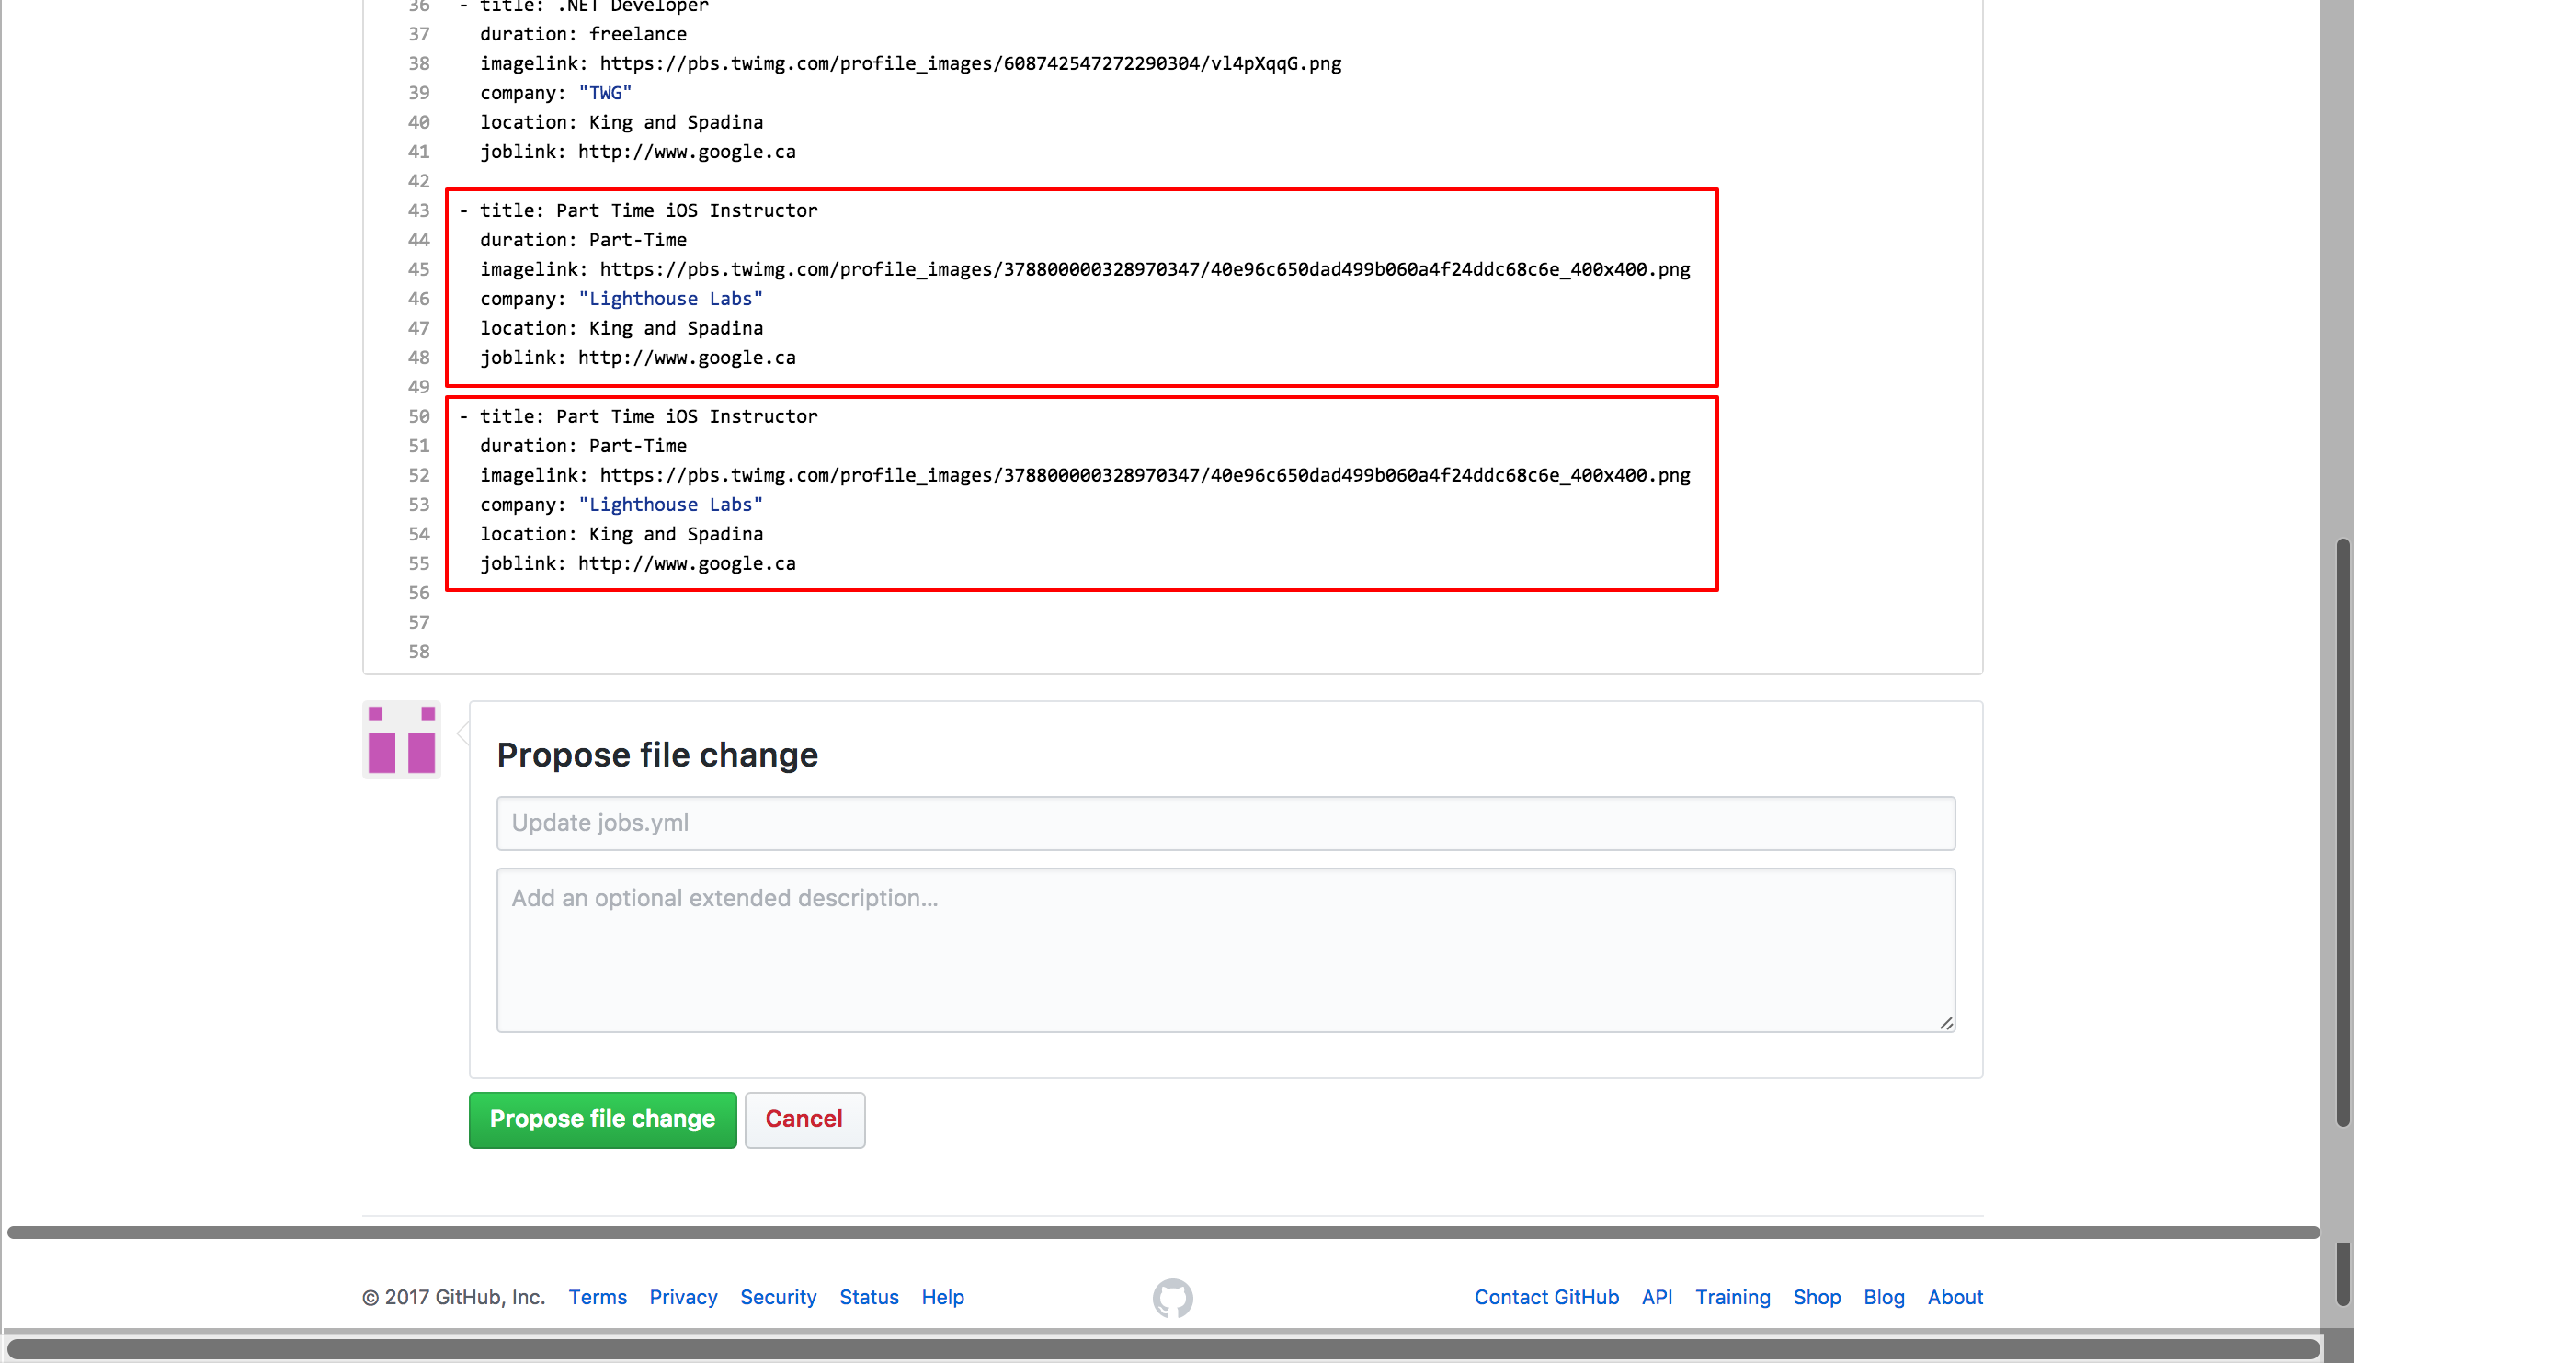 36 - title: .NET Developer
37 duration: freelance
38 imagelink: https://pbs.twimg.com/profile_images/608742547272290304/vl4pXqqG.png
39 company: "TWG"
40 location: King and Spadina
41 joblink: http://www.google.ca
42
43 - title: Part Time iOS Instructor
44 duration: Part-Time
45 imagelink: https://pbs.twimg.com/profile_images/378800000328970347/40e96c650dad499b060a4f24ddc68c6e_400x400.png
46 company: "Lighthouse Labs"
47 location: King and Spadina
48 joblink: http://www.google.ca
49
50 - title: Part Time iOS Instructor
51 duration: Part-Time
52 imagelink: https://pbs.twimg.com/profile_images/378800000328970347/40e96c650dad499b060a4f24ddc68c6e_400x400.png
53 company: "Lighthouse Labs"
54 location: King and Spadina
55 joblink: http://www.google.ca
56
57
58
Propose file change
Update jobs.yml
Add an optional extended description...
Propose file change Cancel
© 2017 GitHub, Inc. Terms Privacy Security Status Help Contact GitHub API Training Shop Blog About